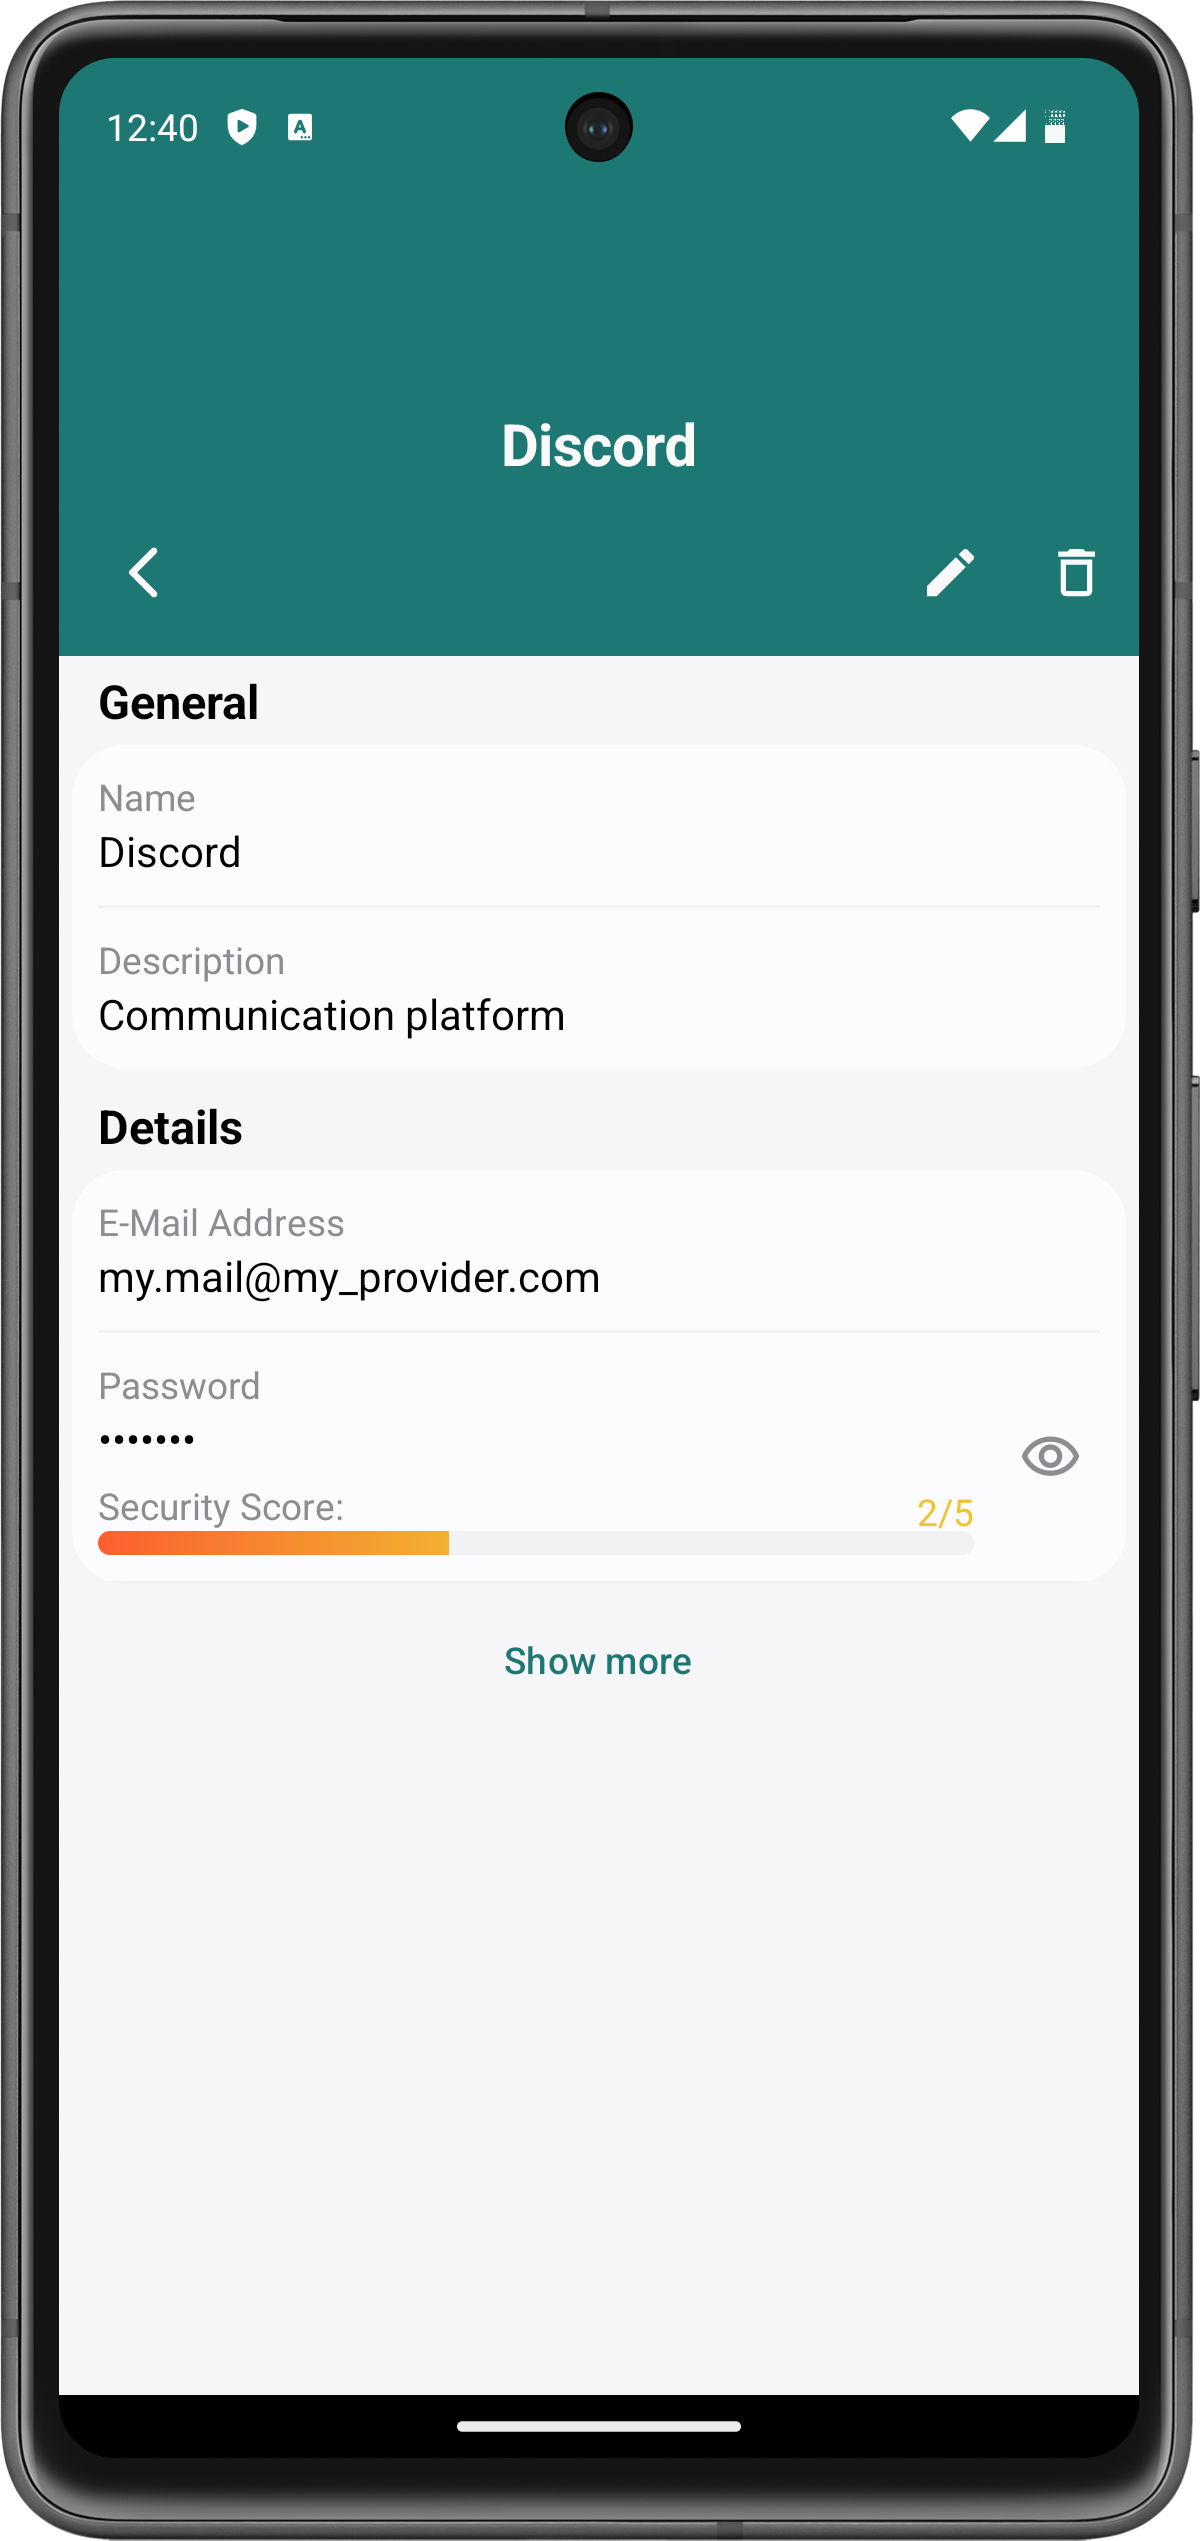 12:40
Discord
General
Name
Discord
Description
Communication platform
Details
E-Mail Address
my.mail@my_provider.com
Password
•••••••
Security Score:
2/5
Show more